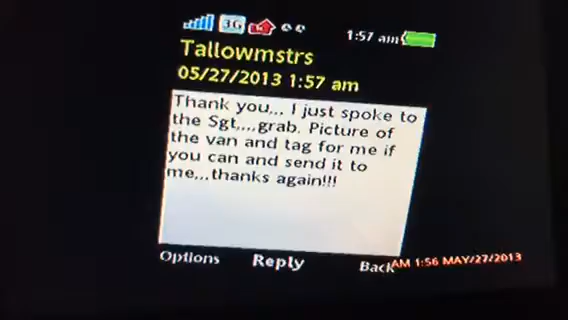 3G
1:57 am
Tallowmstrs
05/27/2013 1:57 am
Thank you,,, I just spoke to
the Sgt,,,,grab. Picture of
the van and tag for me if
you can and send it to
me,,,thanks again!!!
Options Reply Back
AM 1:56 MAY/27/2013